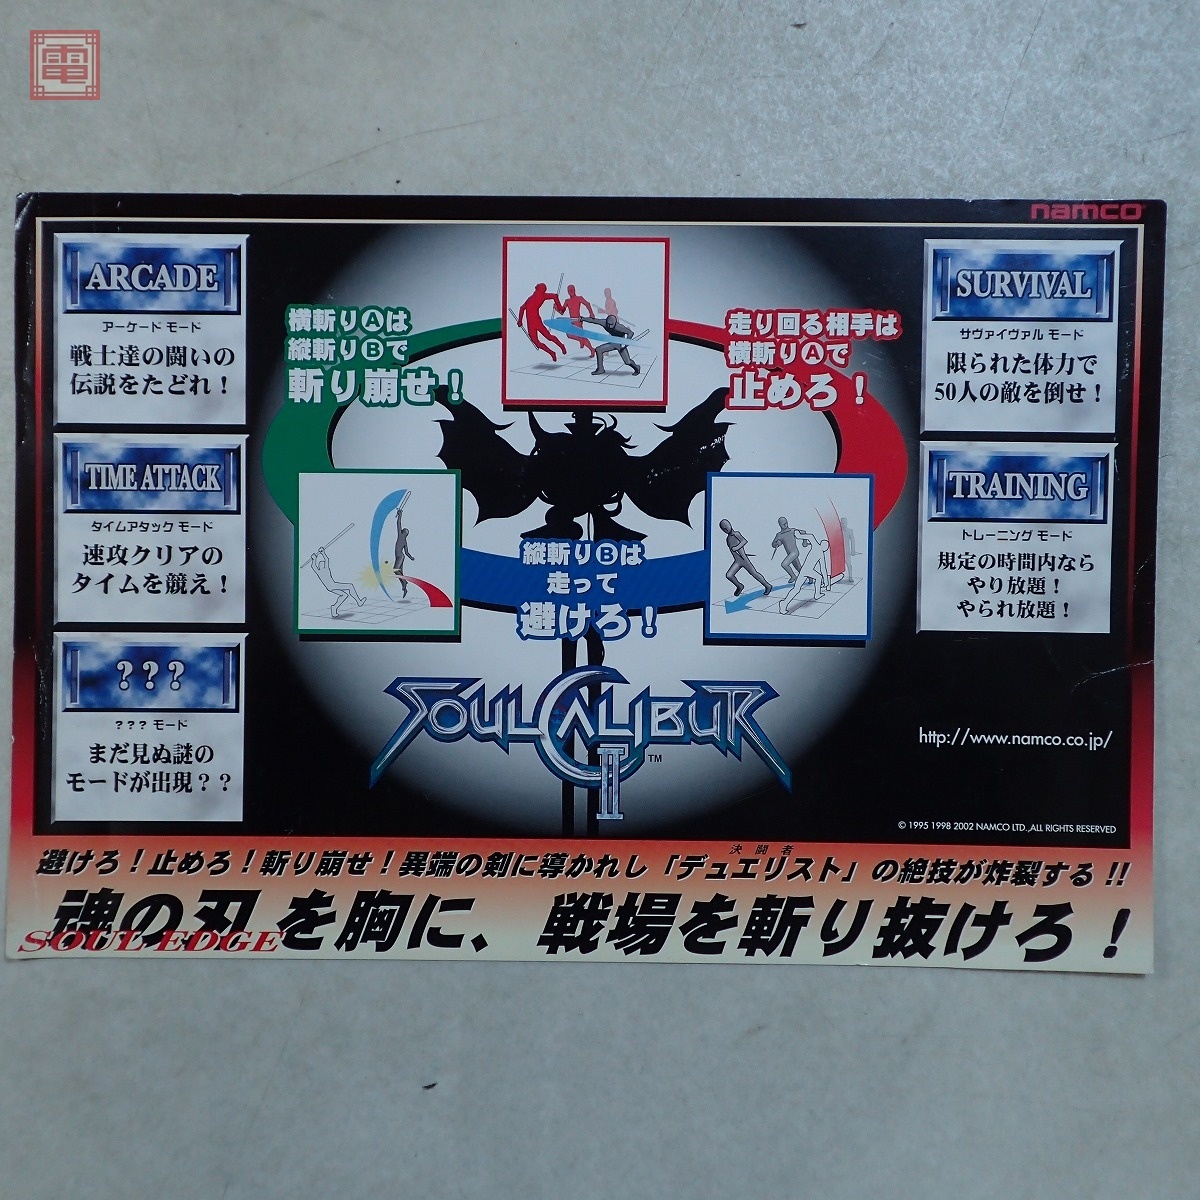 電
namco
ARCADE
アーケード モード
戦士達の闘いの
伝説をたどれ！
TIME ATTACK
タイムアタック モード
速攻クリアの
タイムを競え！
???
??? モード
まだ見ぬ謎の
モードが出現？？
横斬りⒶは
縦斬りⒷで
斬り崩せ！
走り回る相手は
横斬りⒶで
止めろ！
縦斬りⒷは
走って
避けろ！
SOULCALIBUR
II
TM
SURVIVAL
サヴァイヴァル モード
限られた体力で
50人の敵を倒せ！
TRAINING
トレーニング モード
規定の時間内なら
やり放題！
やられ放題！
http://www.namco.co.jp/
© 1995 1998 2002 NAMCO LTD.,ALL RIGHTS RESERVED
決闘者
避けろ！止めろ！斬り崩せ！異端の剣に導かれし「デュエリスト」の絶技が炸裂する!!
魂の刃を胸に、戦場を斬り抜けろ！
SOUL EDGE